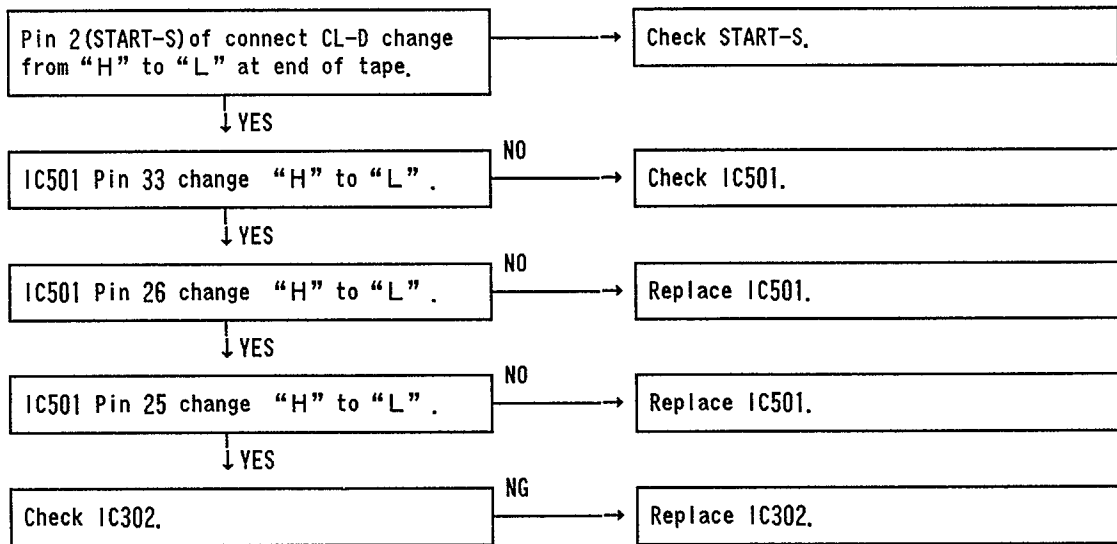 Pin 2(START-S)of connect CL-D change
from “H” to “L” at end of tape.
Check START-S.
↓ YES
IC501 Pin 33 change “H” to “L”.
NO
Check IC501.
↓ YES
IC501 Pin 26 change “H” to “L”.
NO
Replace IC501.
↓ YES
IC501 Pin 25 change “H” to “L”.
NO
Replace IC501.
↓ YES
Check IC302.
NG
Replace IC302.